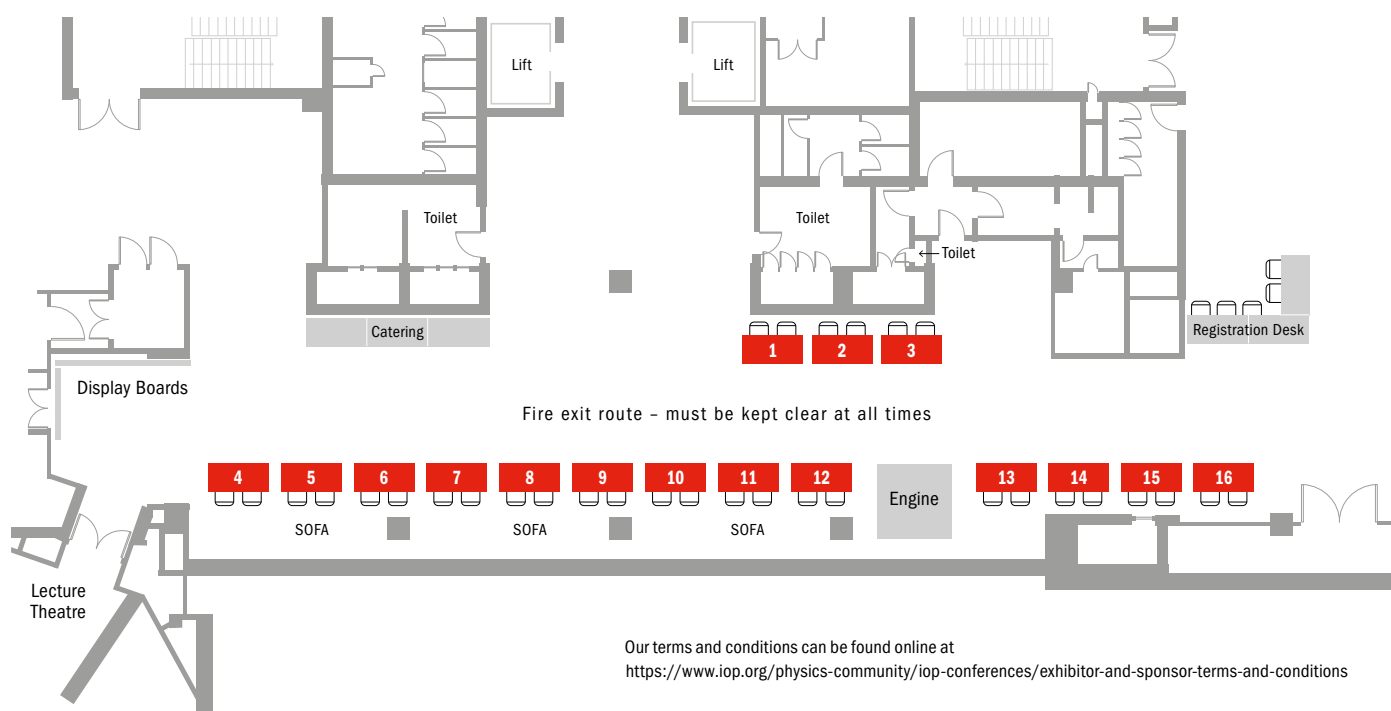 Lift
Lift
Toilet
Toilet
←Toilet
Catering
Registration Desk
1
2
3
Display Boards
Fire exit route – must be kept clear at all times
4
5
6
7
8
9
10
11
12
13
14
15
16
Engine
SOFA
SOFA
SOFA
Lecture
Theatre
Our terms and conditions can be found online at
https://www.iop.org/physics-community/iop-conferences/exhibitor-and-sponsor-terms-and-conditions